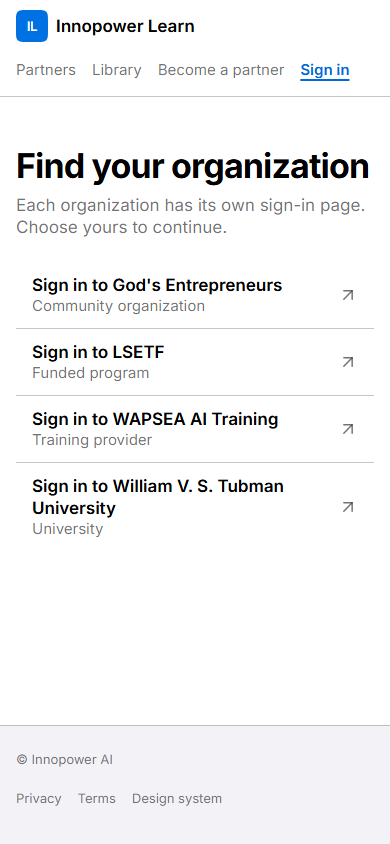 IL Innopower Learn
Partners Library Become a partner Sign in
Find your organization
Each organization has its own sign-in page.
Choose yours to continue.
Sign in to God's Entrepreneurs
Community organization
Sign in to LSETF
Funded program
Sign in to WAPSEA AI Training
Training provider
Sign in to William V. S. Tubman
University
University
© Innopower AI
Privacy Terms Design system